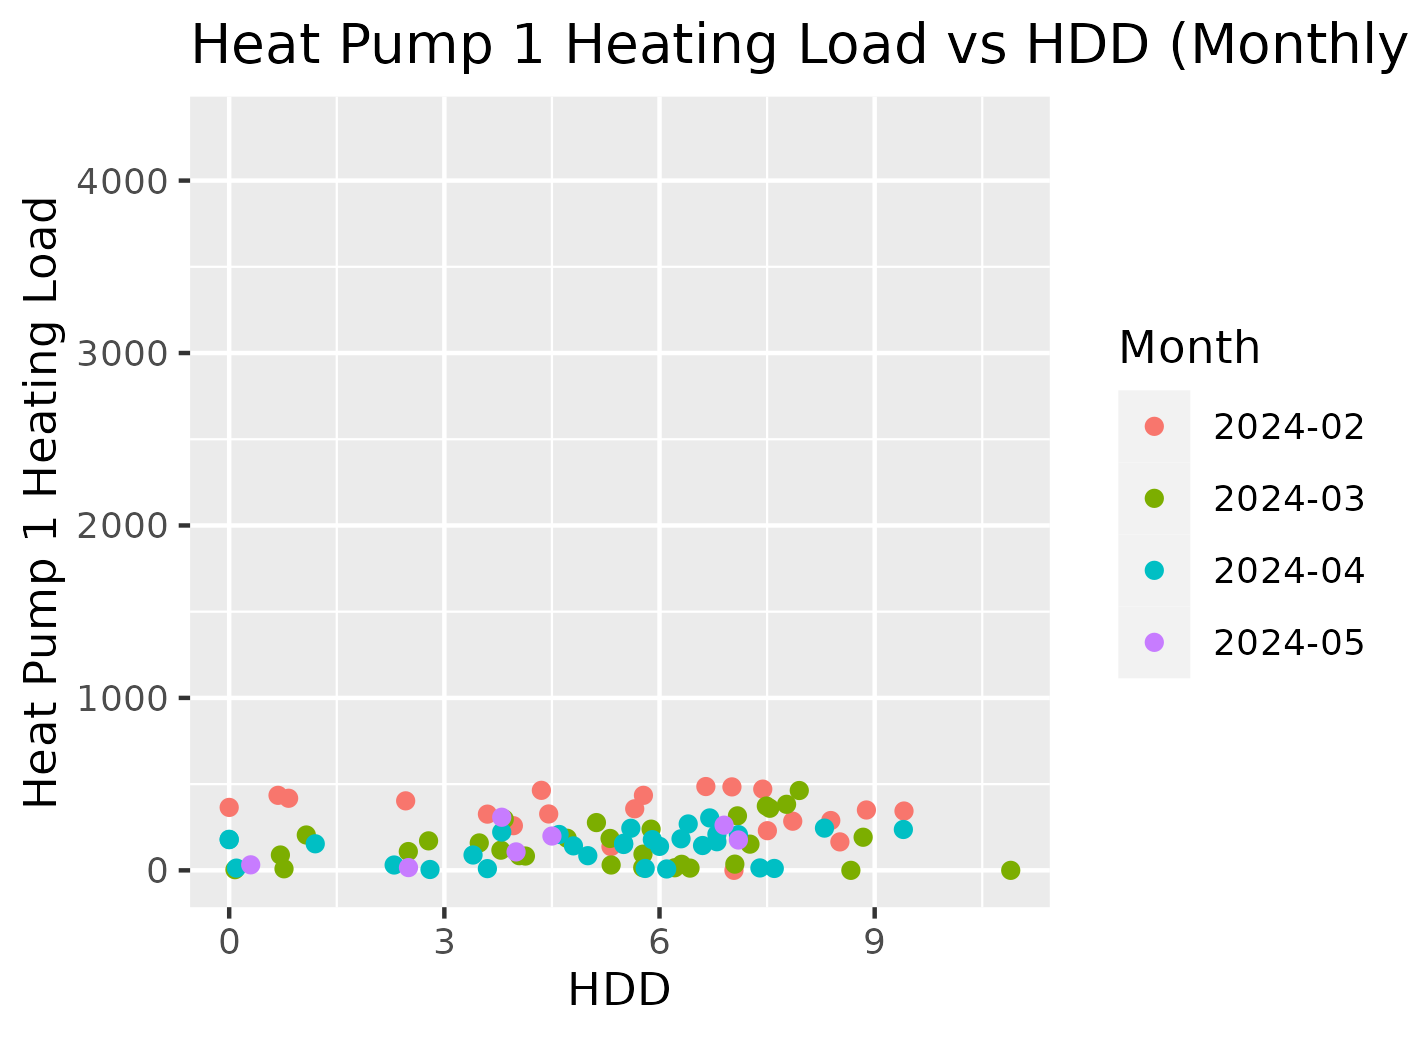 Heat Pump 1 Heating Load vs HDD (Monthly
Heat Pump 1 Heating Load
4000
3000
2000
1000
0
0 3 6 9
HDD
Month
2024-02
2024-03
2024-04
2024-05